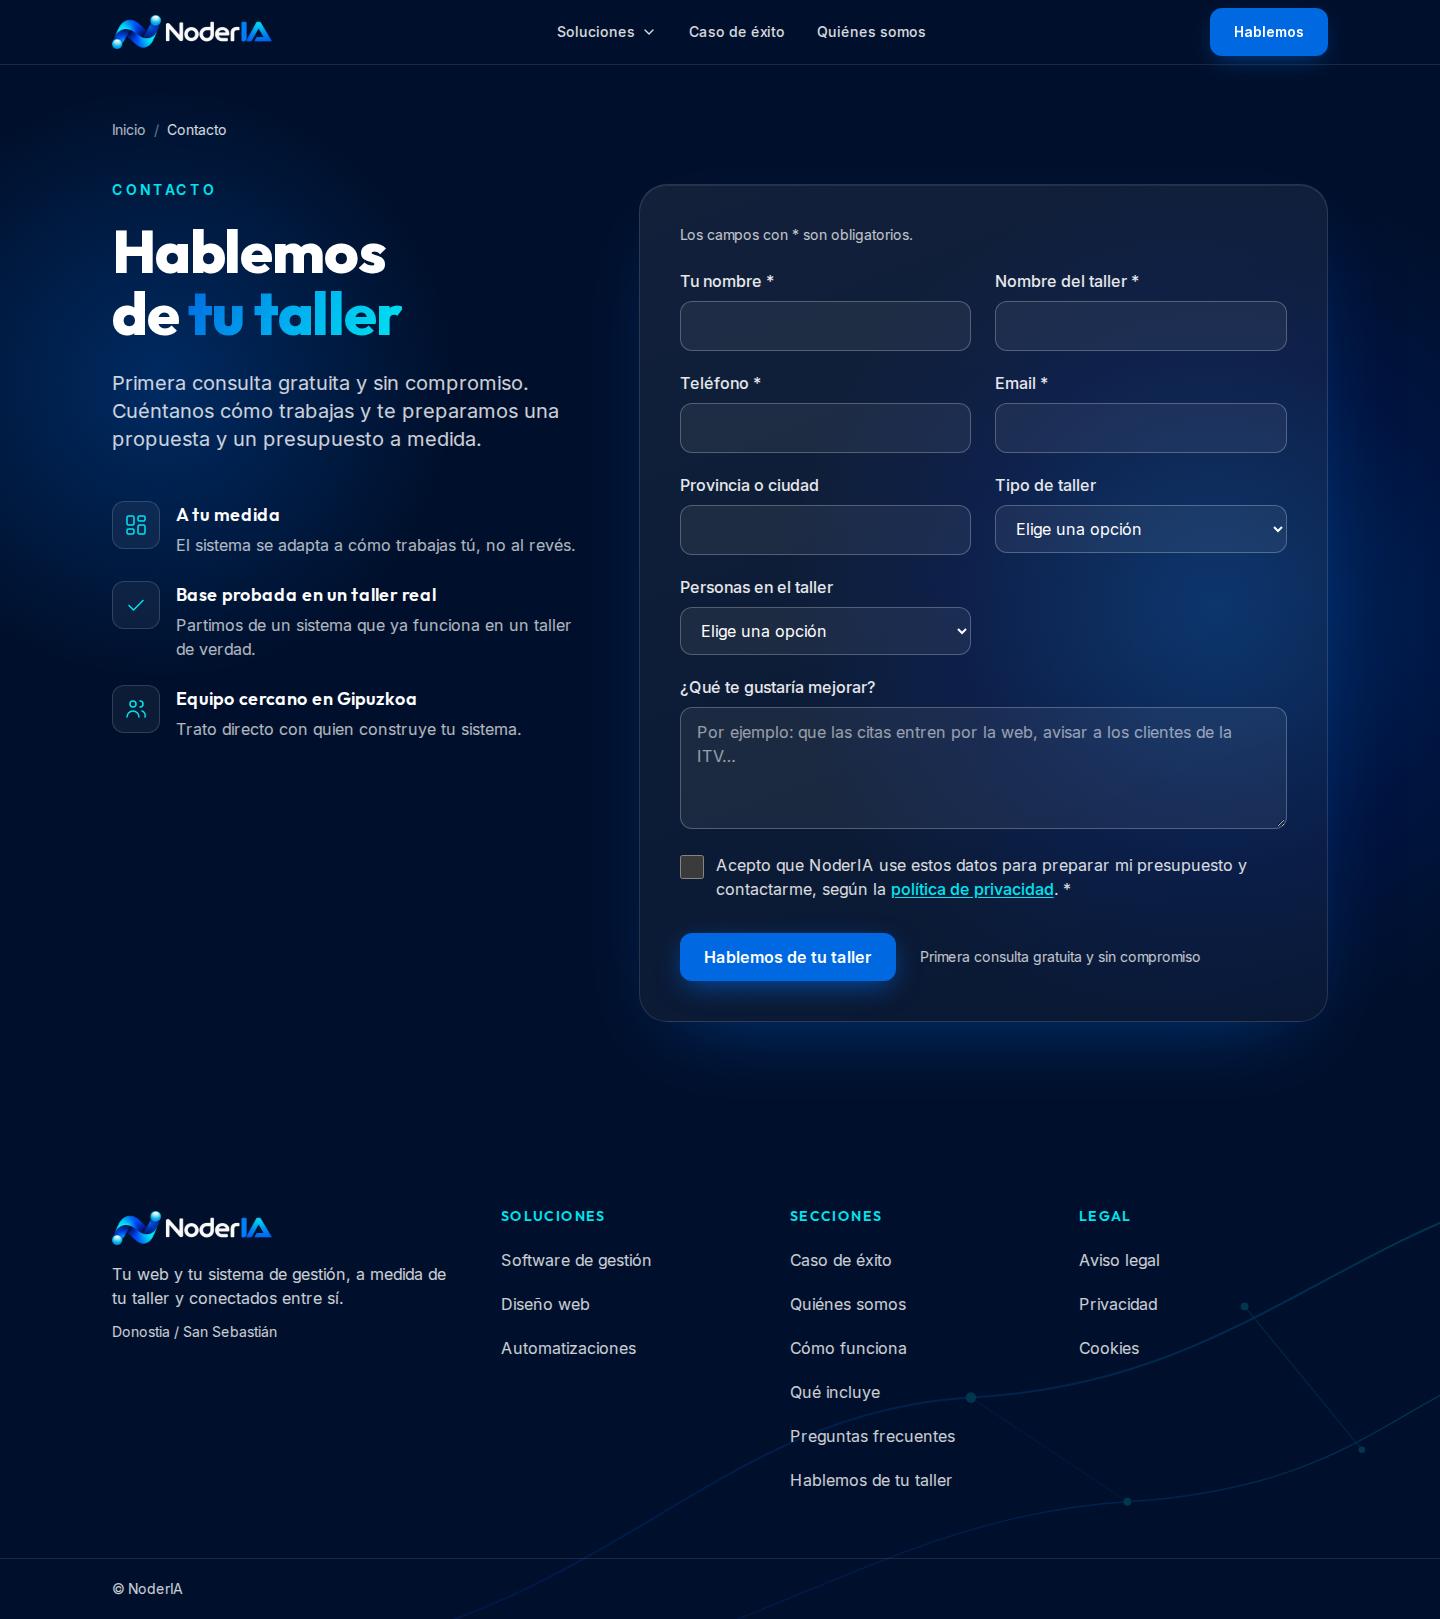 NoderIA
Soluciones
Caso de éxito
Quiénes somos
Hablemos
Inicio / Contacto
CONTACTO
Hablemos
de tu taller
Primera consulta gratuita y sin compromiso.
Cuéntanos cómo trabajas y te preparamos una
propuesta y un presupuesto a medida.
A tu medida
El sistema se adapta a cómo trabajas tú, no al revés.
Base probada en un taller real
Partimos de un sistema que ya funciona en un taller
de verdad.
Equipo cercano en Gipuzkoa
Trato directo con quien construye tu sistema.
Los campos con * son obligatorios.
Tu nombre *
Nombre del taller *
Teléfono *
Email *
Provincia o ciudad
Tipo de taller
Elige una opción
Personas en el taller
Elige una opción
¿Qué te gustaría mejorar?
Por ejemplo: que las citas entren por la web, avisar a los clientes de la
ITV...
Acepto que NoderIA use estos datos para preparar mi presupuesto y
contactarme, según la política de privacidad. *
Hablemos de tu taller
Primera consulta gratuita y sin compromiso
NoderIA
Tu web y tu sistema de gestión, a medida de
tu taller y conectados entre sí.
Donostia / San Sebastián
SOLUCIONES
Software de gestión
Diseño web
Automatizaciones
SECCIONES
Caso de éxito
Quiénes somos
Cómo funciona
Qué incluye
Preguntas frecuentes
Hablemos de tu taller
LEGAL
Aviso legal
Privacidad
Cookies
© NoderIA